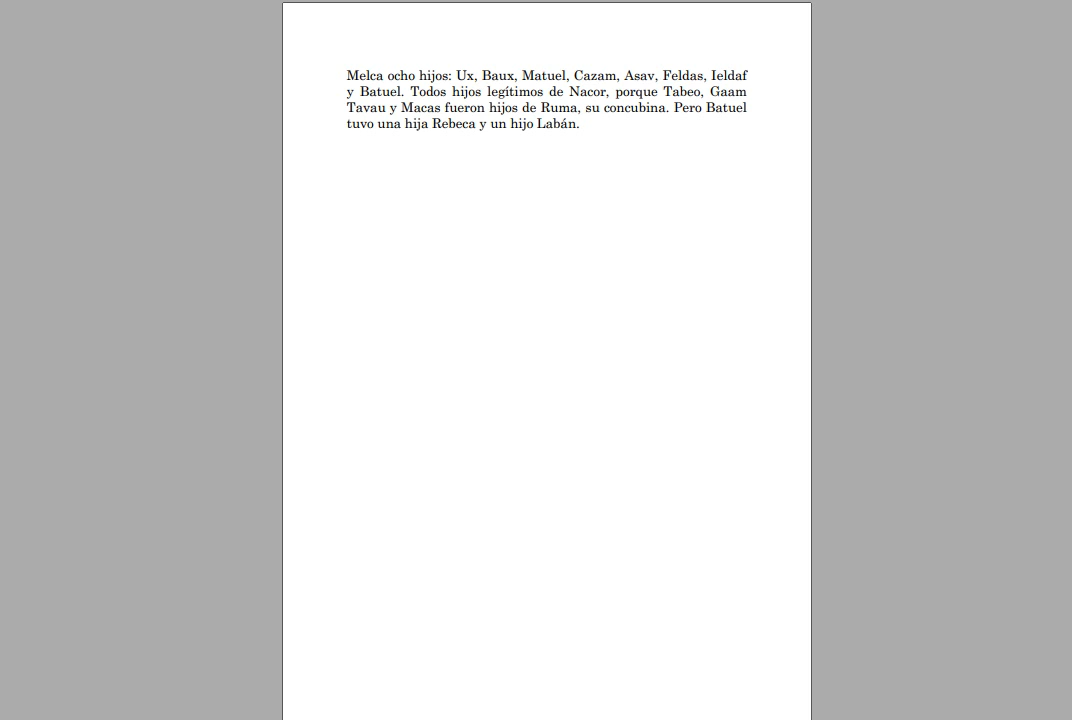 Melca ocho hijos: Ux, Baux, Matuel, Cazam, Asav, Feldas, Ieldaf
y Batuel. Todos hijos legítimos de Nacor, porque Tabeo, Gaam
Tavau y Macas fueron hijos de Ruma, su concubina. Pero Batuel
tuvo una hija Rebeca y un hijo Labán.